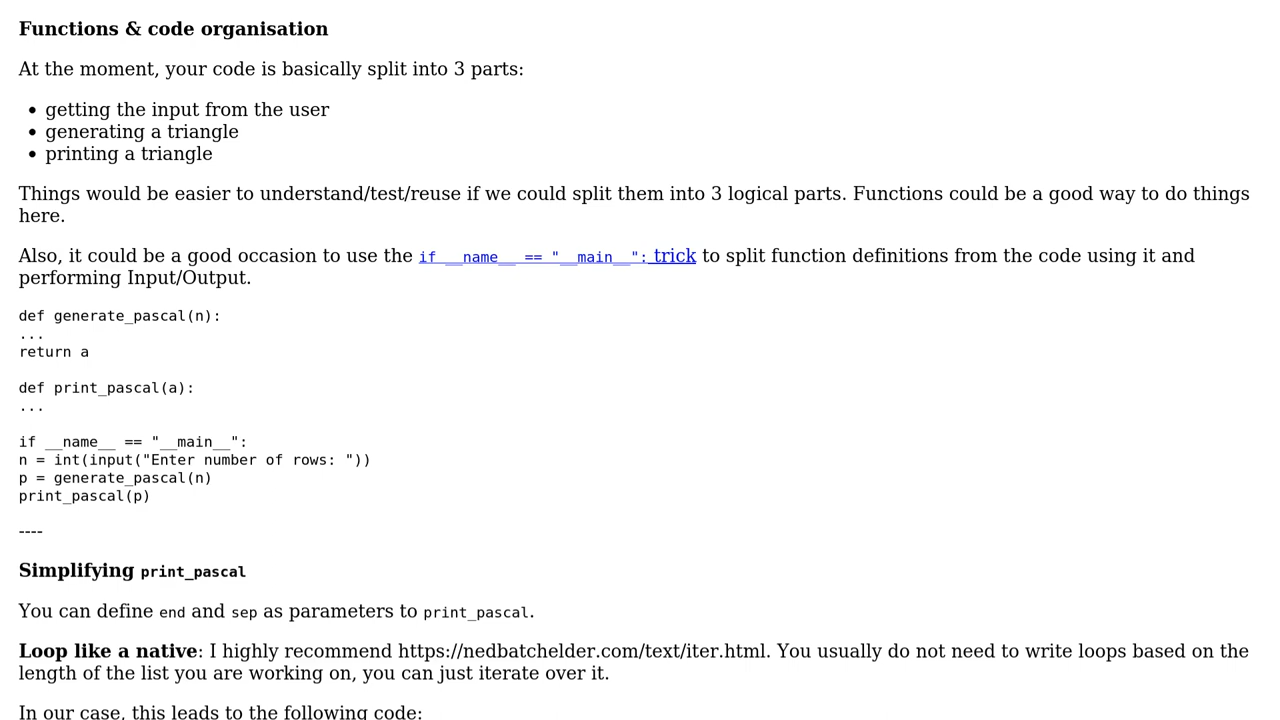 Functions & code organisation
At the moment, your code is basically split into 3 parts:
• getting the input from the user
• generating a triangle
• printing a triangle
Things would be easier to understand/test/reuse if we could split them into 3 logical parts. Functions could be a good way to do things
here.
Also, it could be a good occasion to use the if __name__ == "__main__": trick to split function definitions from the code using it and
performing Input/Output.
def generate_pascal(n):
...
return a
def print_pascal(a):
...
if __name__ == "__main__":
n = int(input("Enter number of rows: "))
p = generate_pascal(n)
print_pascal(p)
----
Simplifying print_pascal
You can define end and sep as parameters to print_pascal.
Loop like a native: I highly recommend https://nedbatchelder.com/text/iter.html. You usually do not need to write loops based on the
length of the list you are working on, you can just iterate over it.
In our case, this leads to the following code: